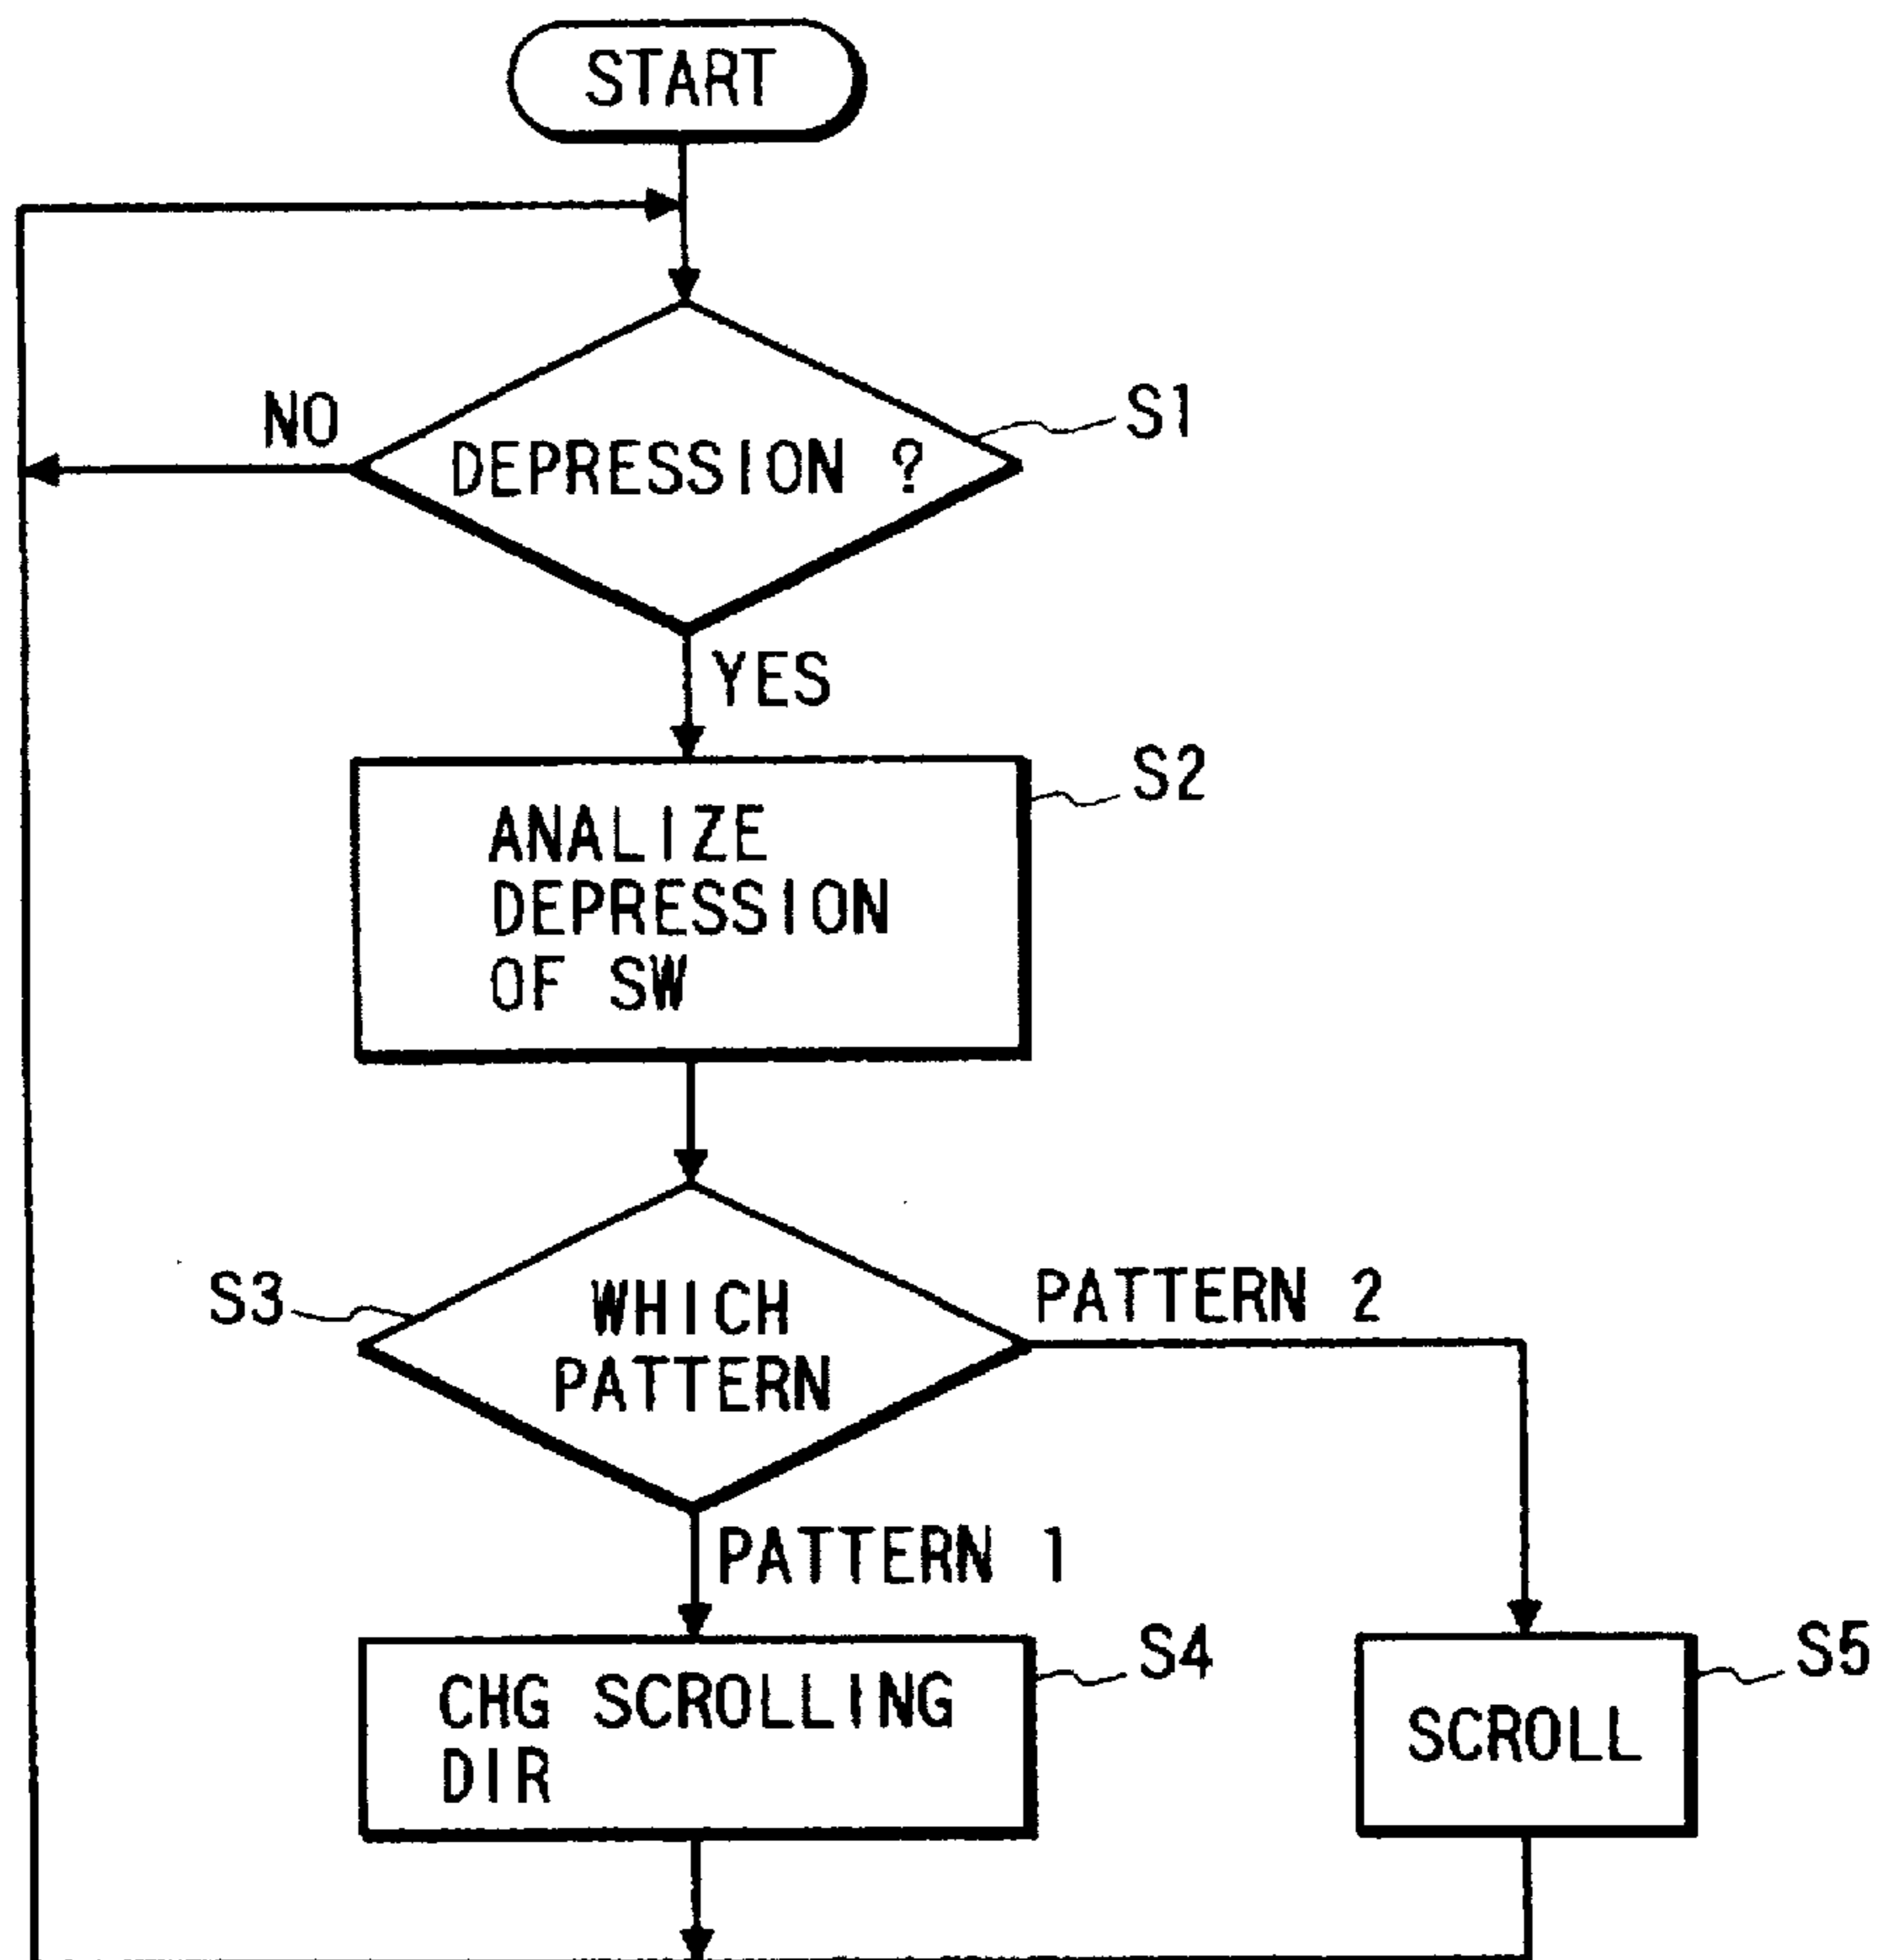 START
NO
DEPRESSION ?
S1
YES
S2
ANALIZE
DEPRESSION
OF SW
S3
WHICH
PATTERN
PATTERN 2
PATTERN 1
S4
CHG SCROLLING
DIR
S5
SCROLL